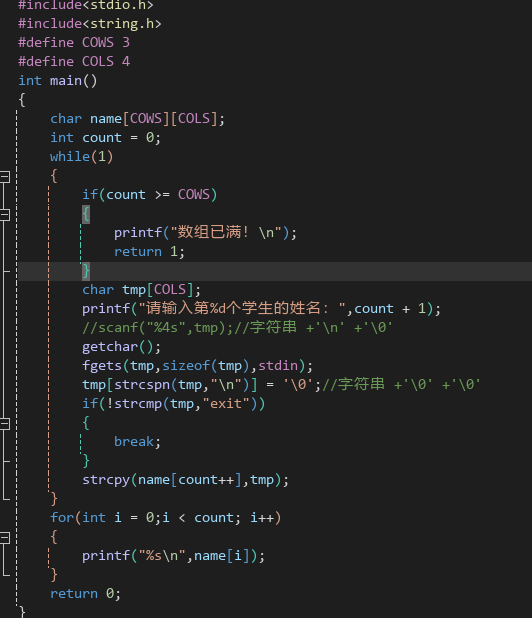 #include<stdio.h>
#include<string.h>
#define COWS 3
#define COLS 4
int main()
{
    char name[COWS][COLS];
    int count = 0;
    while(1)
    {
        if(count >= COWS)
        {
            printf("数组已满！\n");
            return 1;
        }
        char tmp[COLS];
        printf("请输入第%d个学生的姓名：",count + 1);
        //scanf("%4s",tmp);//字符串 +'\n' +'\0'
        getchar();
        fgets(tmp,sizeof(tmp),stdin);
        tmp[strcspn(tmp,"\n")] = '\0';//字符串 +'\0' +'\0'
        if(!strcmp(tmp,"exit"))
        {
            break;
        }
        strcpy(name[count++],tmp);
    }
    for(int i = 0;i < count; i++)
    {
        printf("%s\n",name[i]);
    }
    return 0;
}